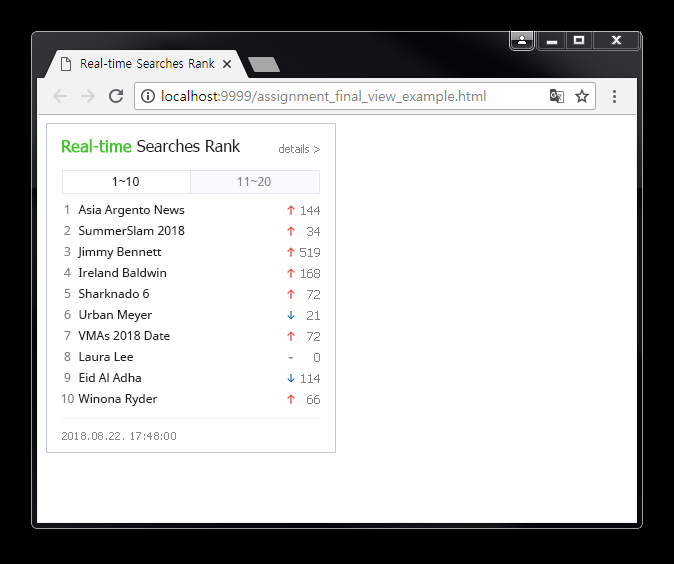 Real-time Searches Rank
localhost:9999/assignment_final_view_example.html
Real-time Searches Rank details >
1~10 11~20
1 Asia Argento News ↑ 144
2 SummerSlam 2018 ↑ 34
3 Jimmy Bennett ↑ 519
4 Ireland Baldwin ↑ 168
5 Sharknado 6 ↑ 72
6 Urban Meyer ↓ 21
7 VMAs 2018 Date ↑ 72
8 Laura Lee - 0
9 Eid Al Adha ↓ 114
10 Winona Ryder ↑ 66
2018.08.22. 17:48:00